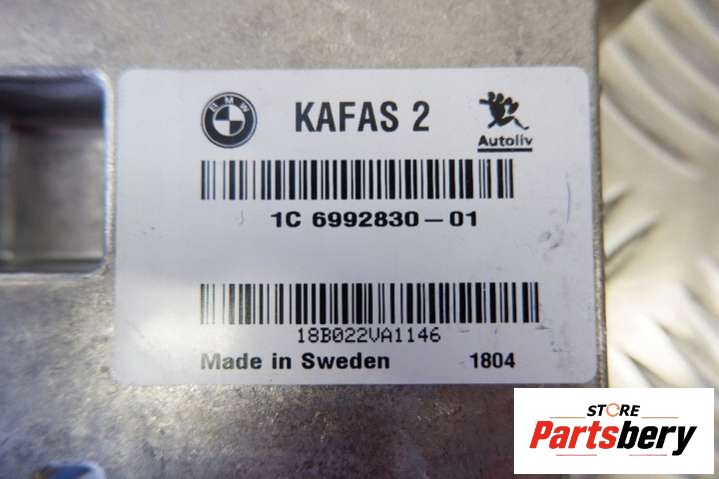 BMW
KAFAS 2
Autoliv
1C 6992830-01
18B022VA1146
Made in Sweden 1804
STORE
Partsbery